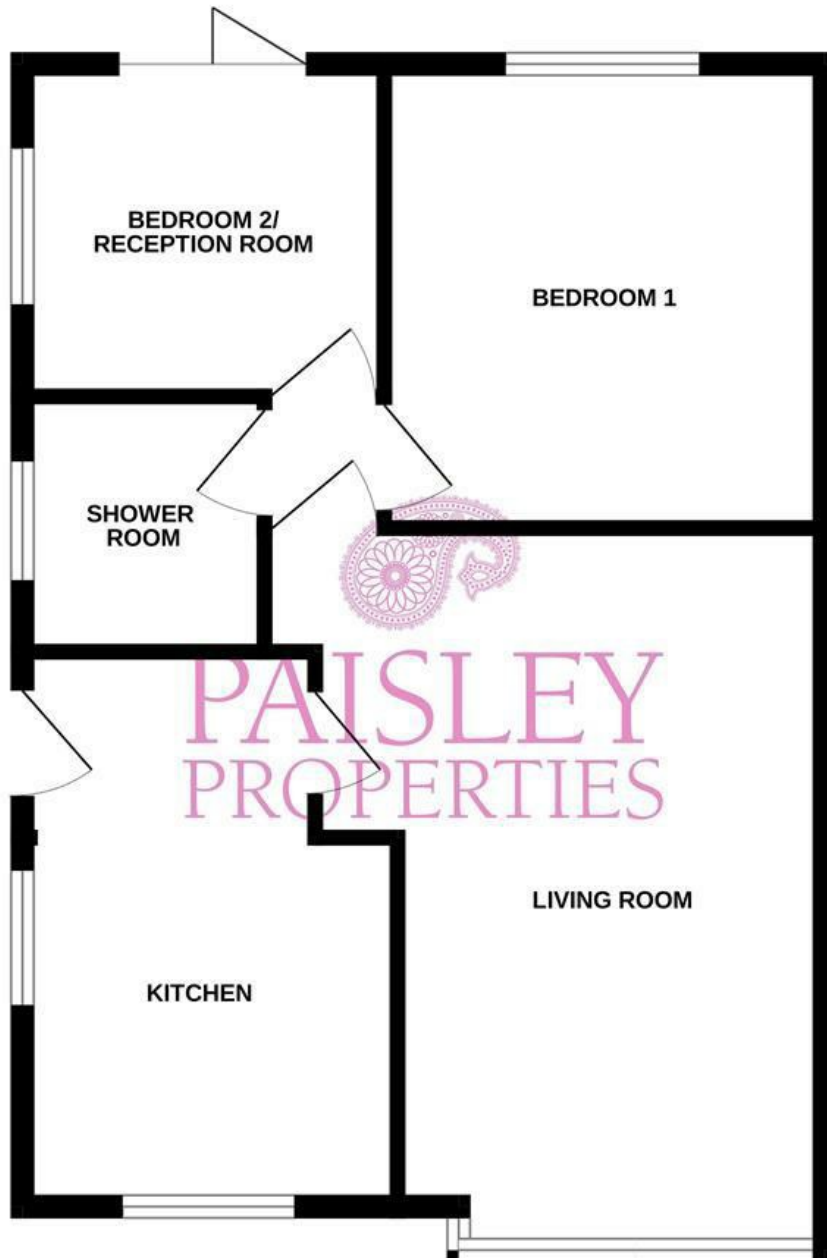 BEDROOM 2/
RECEPTION ROOM
BEDROOM 1
SHOWER
ROOM
PAISLEY
PROPERTIES
LIVING ROOM
KITCHEN